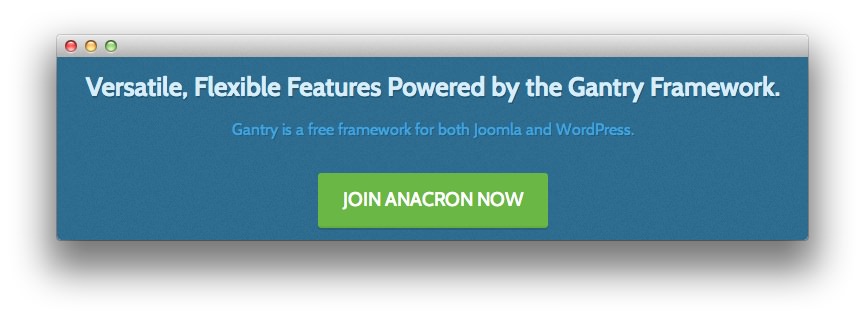 Versatile, Flexible Features Powered by the Gantry Framework.
Gantry is a free framework for both Joomla and WordPress.
JOIN ANACRON NOW